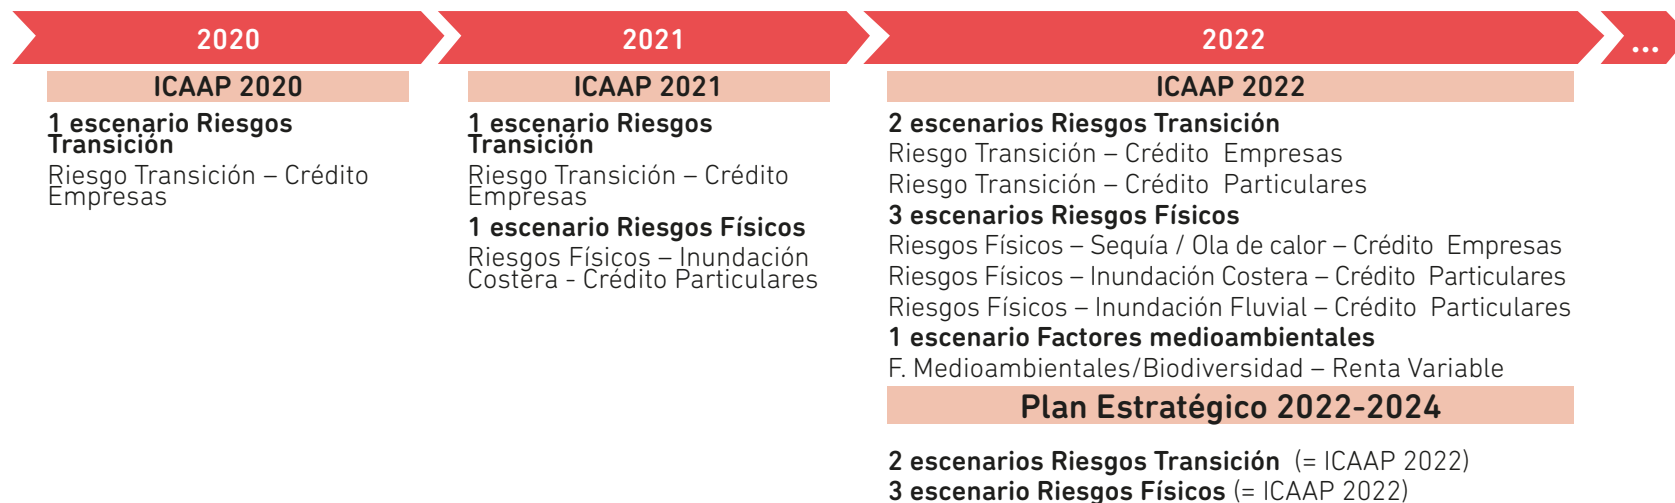 2020
2021
2022
...
ICAAP 2020
1 escenario Riesgos
Transición
Riesgo Transición – Crédito
Empresas
ICAAP 2021
1 escenario Riesgos
Transición
Riesgo Transición – Crédito
Empresas
1 escenario Riesgos Físicos
Riesgos Físicos – Inundación
Costera - Crédito Particulares
ICAAP 2022
2 escenarios Riesgos Transición
Riesgo Transición – Crédito Empresas
Riesgo Transición – Crédito Particulares
3 escenarios Riesgos Físicos
Riesgos Físicos – Sequía / Ola de calor – Crédito Empresas
Riesgos Físicos – Inundación Costera – Crédito Particulares
Riesgos Físicos – Inundación Fluvial – Crédito Particulares
1 escenario Factores medioambientales
F. Medioambientales/Biodiversidad – Renta Variable
Plan Estratégico 2022-2024
2 escenarios Riesgos Transición (= ICAAP 2022)
3 escenario Riesgos Físicos (= ICAAP 2022)